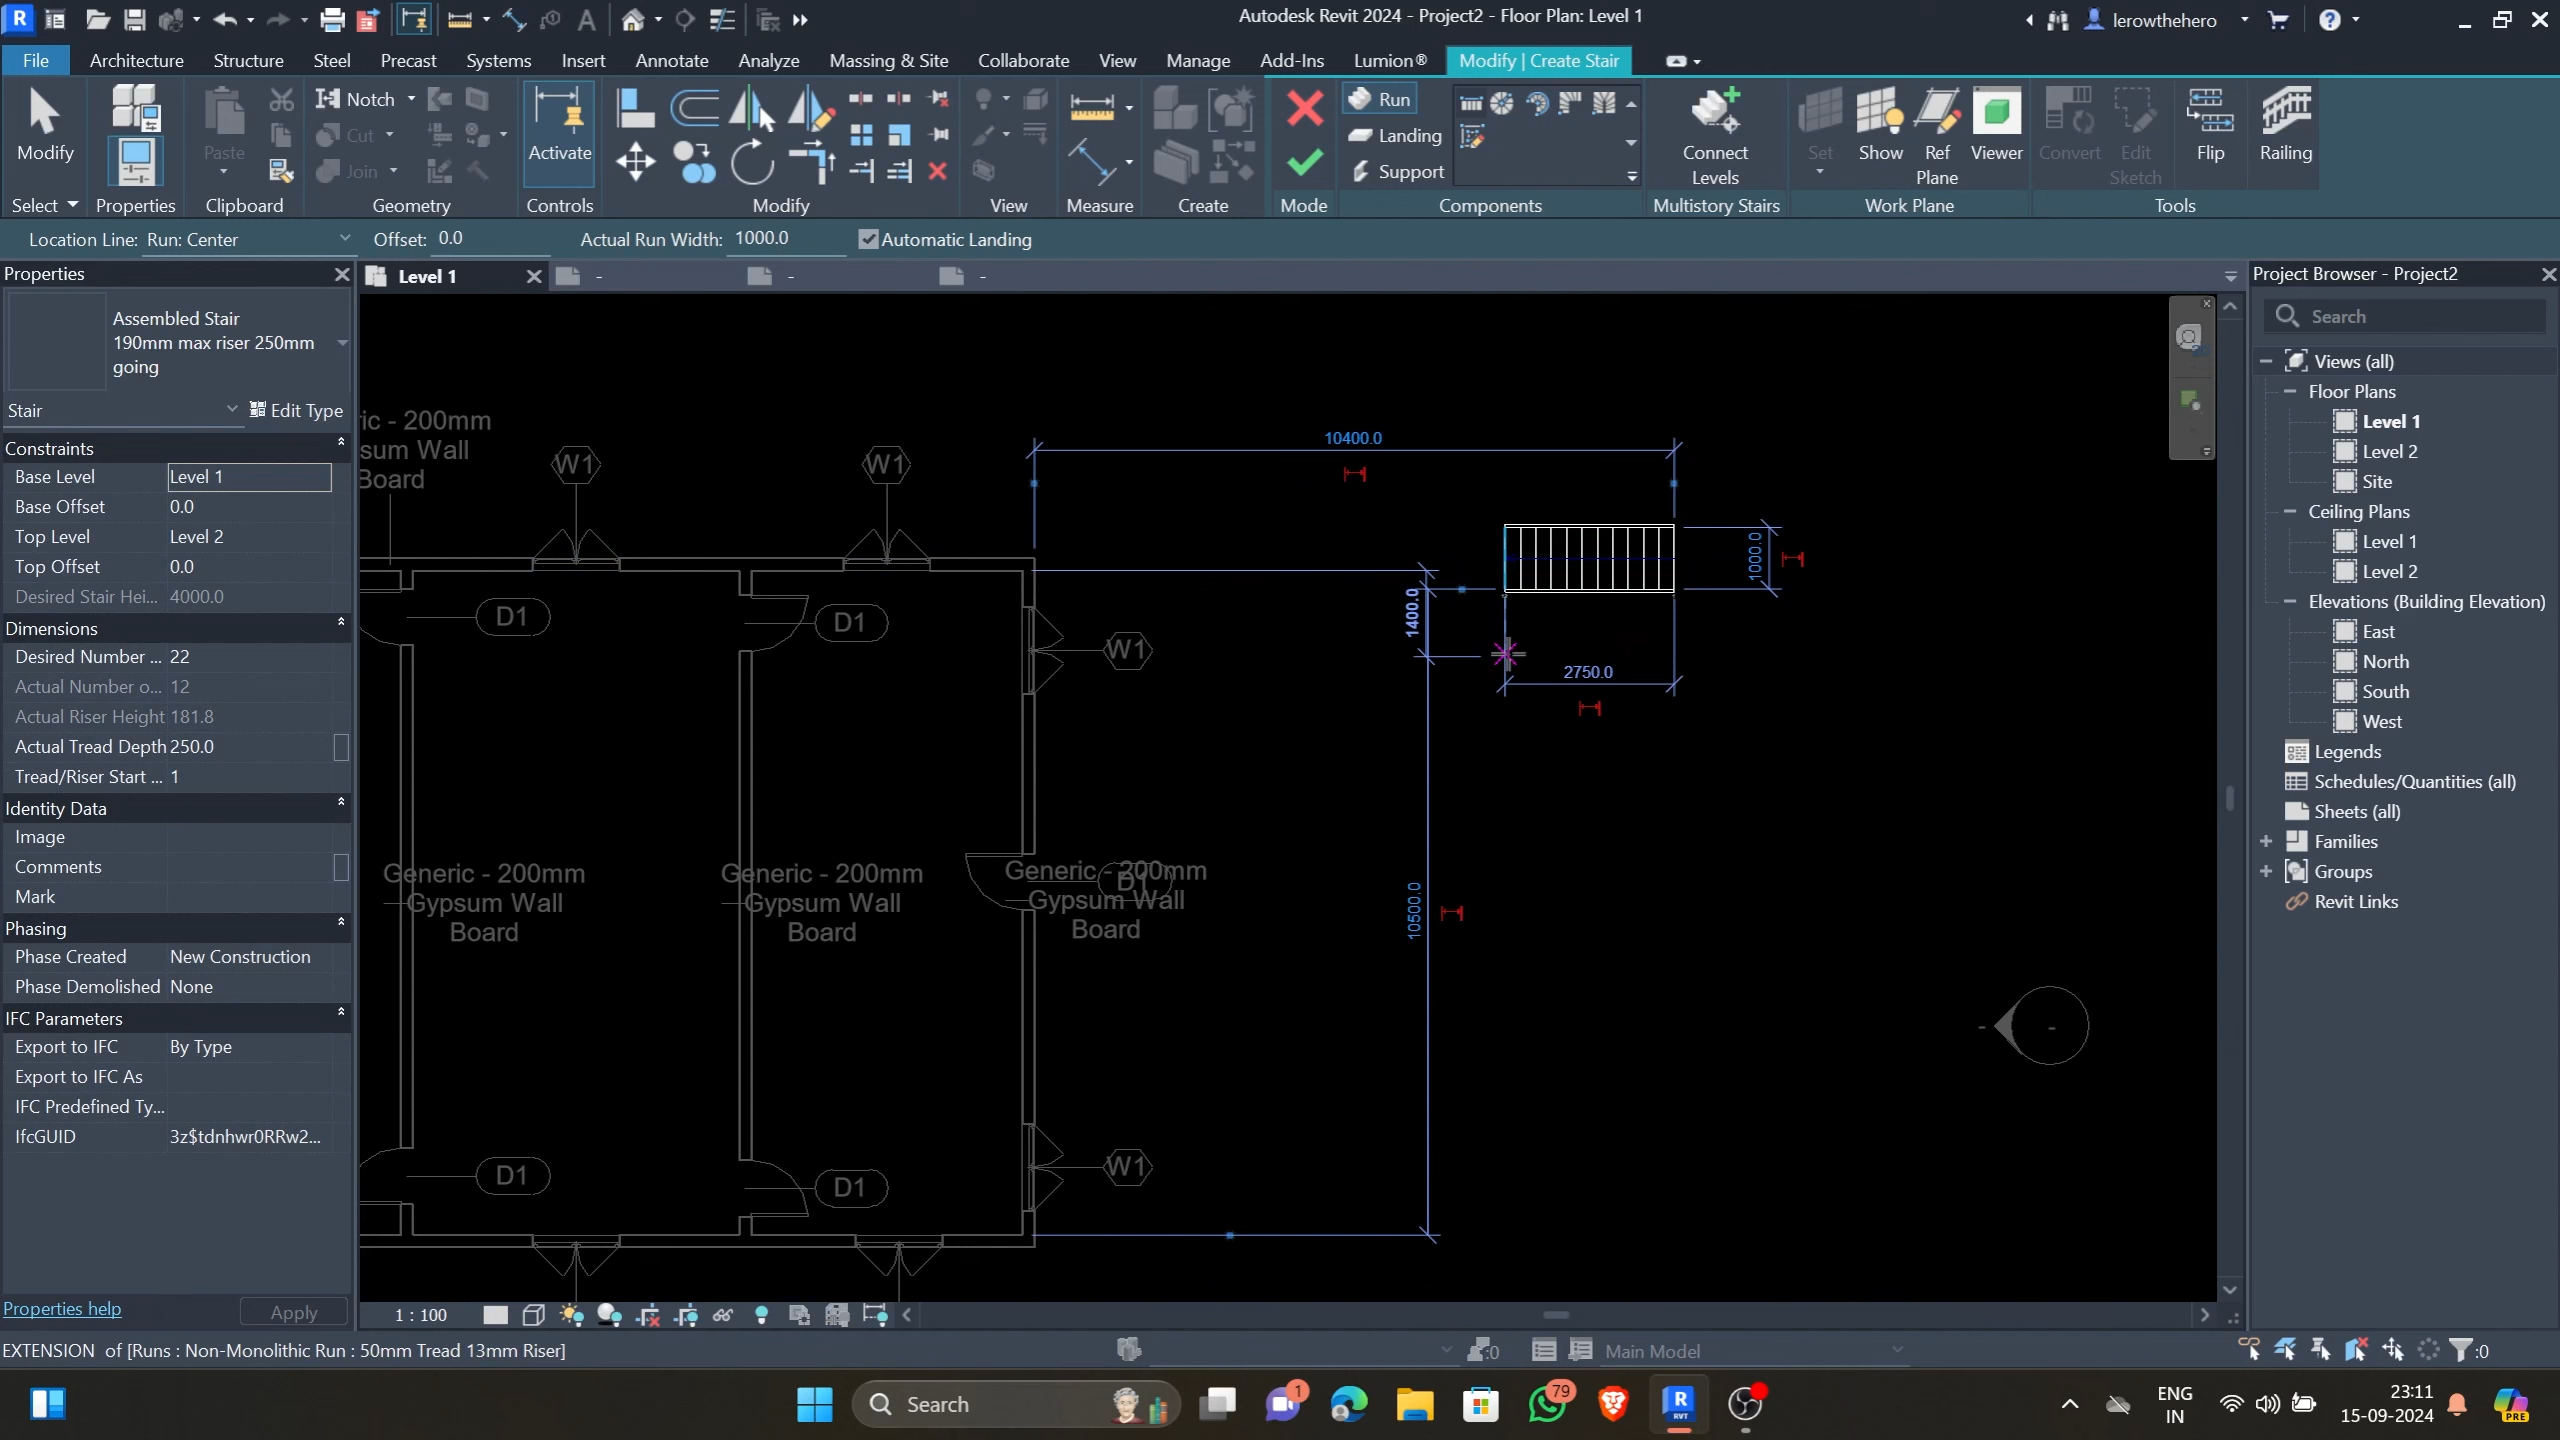 Autodesk Revit 2024 - Project2 - Floor Plan: Level 1
lerowthehero
File Architecture Structure Steel Precast Systems Insert Annotate Analyze Massing & Site Collaborate View Manage Add-Ins Lumion® Modify | Create Stair
Modify
Paste
Notch
Cut
Join
Activate
Run
Landing
Support
Connect Levels
Set
Show
Ref Plane
Viewer
Convert
Edit Sketch
Flip
Railing
Select Properties Clipboard Geometry Controls Modify View Measure Create Mode Components Multistory Stairs Work Plane Tools
Location Line: Run: Center Offset: 0.0 Actual Run Width: 1000.0 Automatic Landing
Properties
Level 1 - - -
Assembled Stair
190mm max riser 250mm
going
Stair Edit Type
Constraints
Base Level Level 1
Base Offset 0.0
Top Level Level 2
Top Offset 0.0
Desired Stair Hei... 4000.0
Dimensions
Desired Number ... 22
Actual Number o... 12
Actual Riser Height 181.8
Actual Tread Depth 250.0
Tread/Riser Start ... 1
Identity Data
Image
Comments
Mark
Phasing
Phase Created New Construction
Phase Demolished None
IFC Parameters
Export to IFC By Type
Export to IFC As
IFC Predefined Ty...
IfcGUID 3z$tdnhwr0RRw2...
Properties help Apply
ic - 200mm
sum Wall
Board
W1
W1
10400.0
1000.0
D1
D1
W1
1400.0
2750.0
Generic - 200mm
Gypsum Wall
Board
Generic - 200mm
Gypsum Wall
Board
Generic - 200mm
Gypsum Wall
Board
D1
10500.0
- -
D1
D1
W1
1 : 100
Project Browser - Project2
Search
Views (all)
Floor Plans
Level 1
Level 2
Site
Ceiling Plans
Level 1
Level 2
Elevations (Building Elevation)
East
North
South
West
Legends
Schedules/Quantities (all)
Sheets (all)
Families
Groups
Revit Links
EXTENSION of [Runs : Non-Monolithic Run : 50mm Tread 13mm Riser] :0 Main Model :0
Search
1
79
RVT
ENG
IN
23:11
15-09-2024
PRE